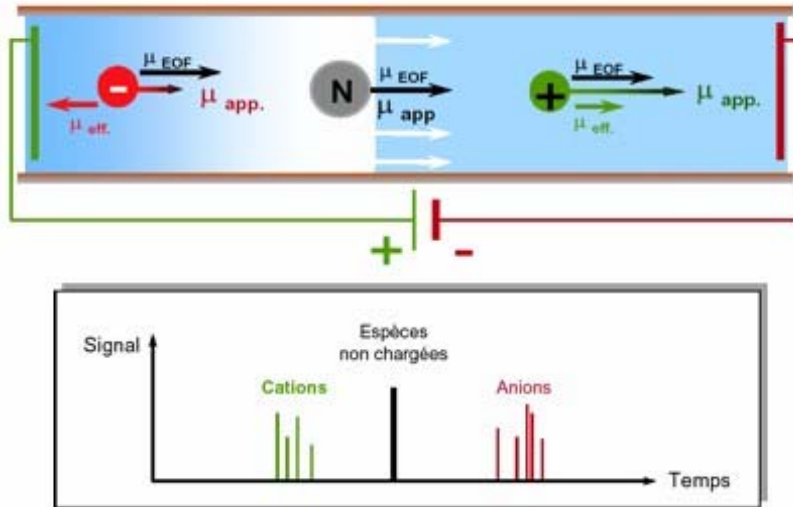 μ EOF
-
μ app.
μ eff.
N
μ EOF
μ app
+
μ EOF
μ app.
μ eff.
+ -
Signal
Espèces
non chargées
Cations
Anions
Temps